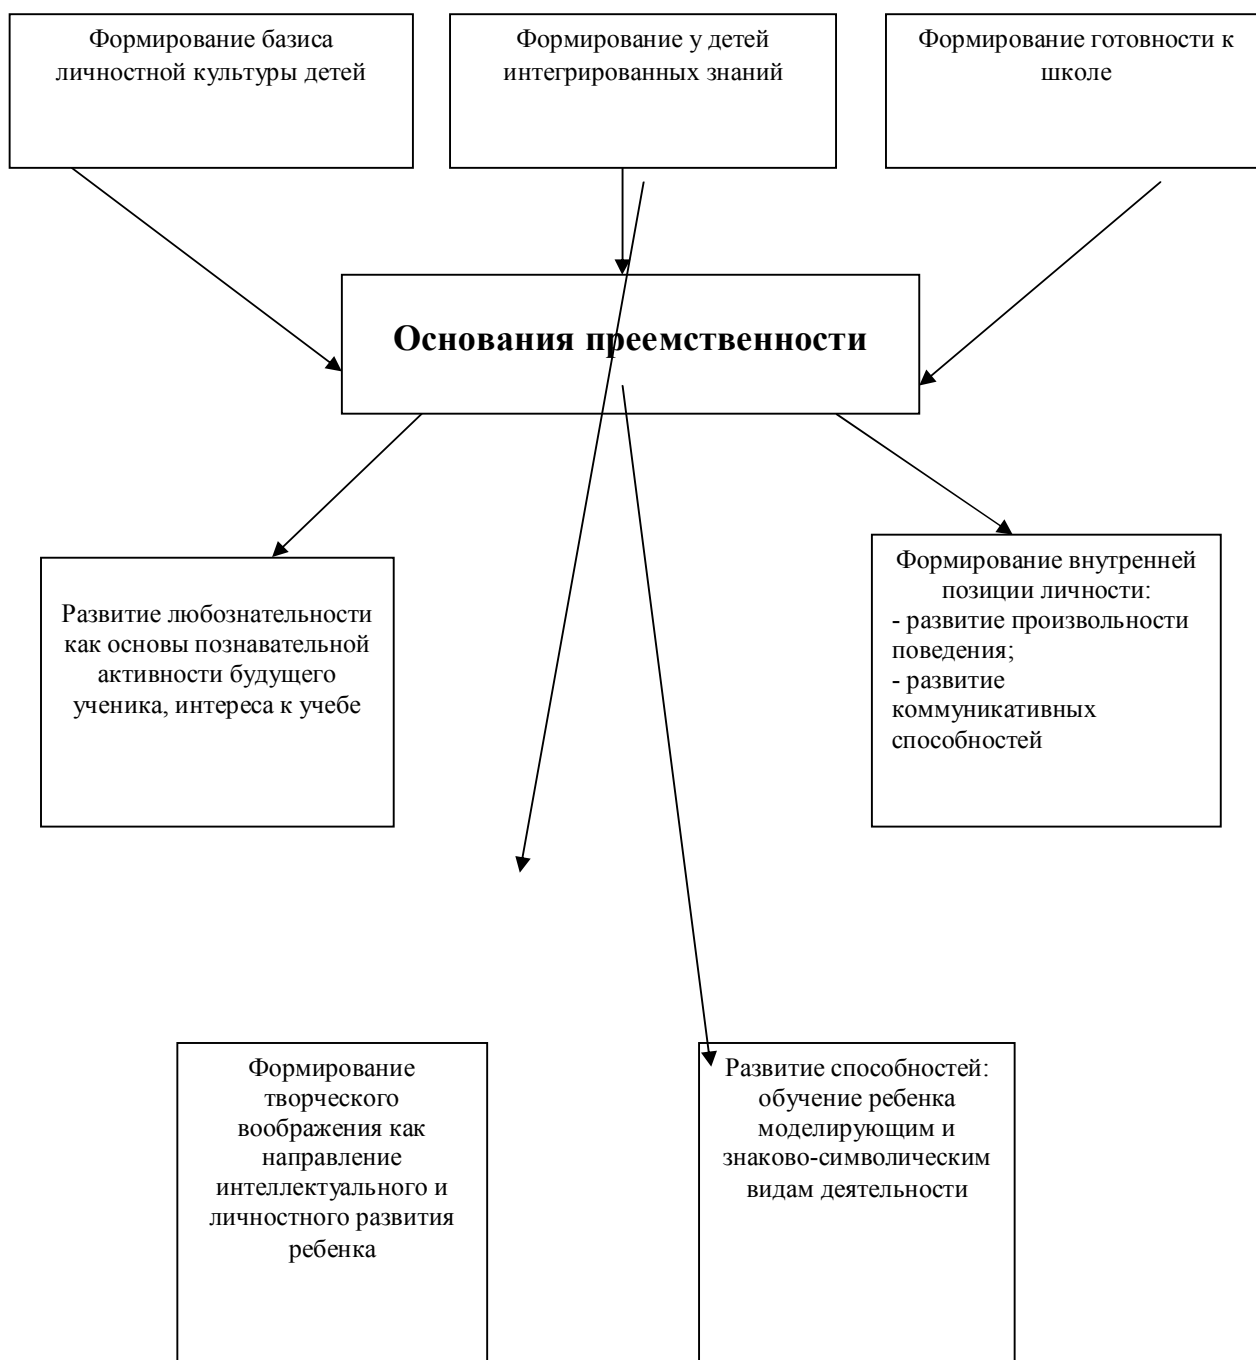 Формирование базиса
личностной культуры детей
Формирование у детей
интегрированных знаний
Формирование готовности к
школе
Основания преемственности
Развитие любознательности
как основы познавательной
активности будущего
ученика, интереса к учебе
Формирование внутренней
позиции личности:
- развитие произвольности
поведения;
- развитие
коммуникативных
способностей
Формирование
творческого
воображения как
направление
интеллектуального и
личностного развития
ребенка
Развитие способностей:
обучение ребенка
моделирующим и
знаково-символическим
видам деятельности